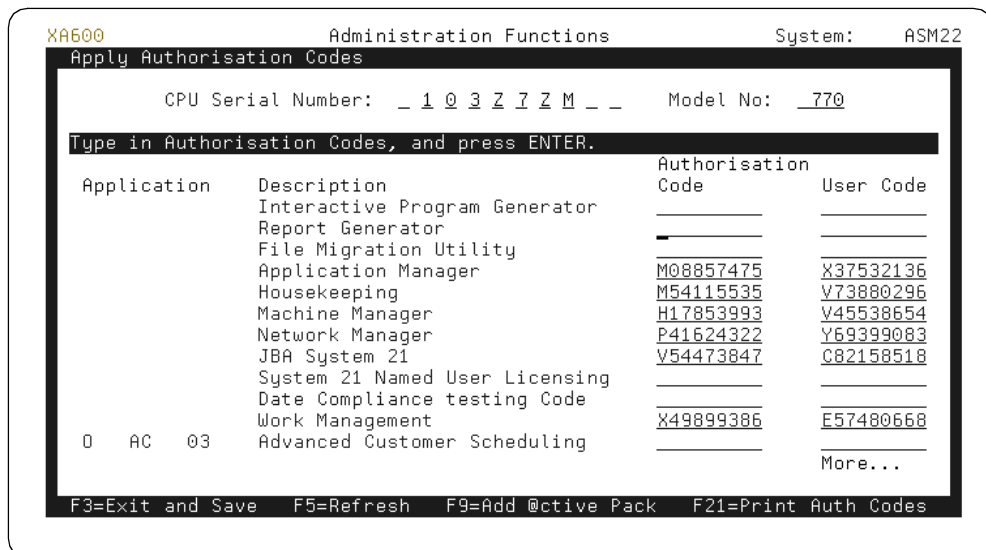 XA600 Administration Functions System: ASM22
Apply Authorisation Codes
CPU Serial Number: _ 1 0 3 Z 7 Z M _ _ Model No: _770
Type in Authorisation Codes, and press ENTER.
Authorisation
Application Description Code User Code
Interactive Program Generator
Report Generator
File Migration Utility
Application Manager M08857475 X37532136
Housekeeping M54115535 V73880296
Machine Manager H17853993 V45538654
Network Manager P41624322 Y69399083
JBA System 21 V54473847 C82158518
System 21 Named User Licensing
Date Compliance testing Code
Work Management X49899386 E57480668
O AC 03 Advanced Customer Scheduling
More...
F3=Exit and Save F5=Refresh F9=Add @ctive Pack F21=Print Auth Codes